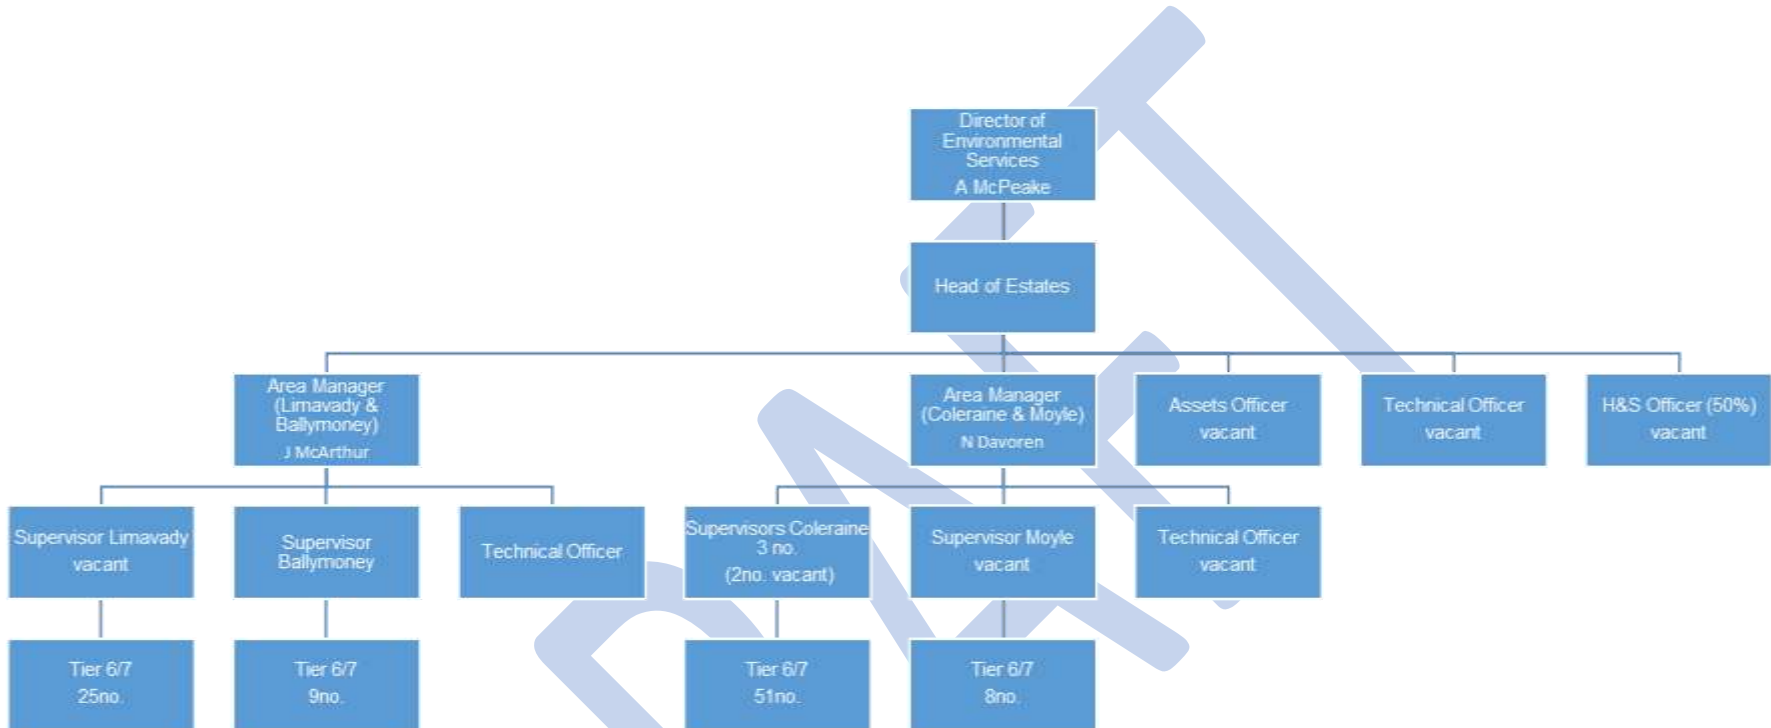 Director of
Environmental
Services
A McPeake
Head of Estates
Area Manager
(Limavady &
Ballymoney)
J McArthur
Area Manager
(Coleraine & Moyle)
N Davoren
Assets Officer
vacant
Technical Officer
vacant
H&S Officer (50%)
vacant
Supervisor Limavady
vacant
Supervisor
Ballymoney
Technical Officer
Supervisors Coleraine
3 no.
(2no. vacant)
Supervisor Moyle
vacant
Technical Officer
vacant
Tier 6/7
25no.
Tier 6/7
9no.
Tier 6/7
51no.
Tier 6/7
8no.
DRAFT